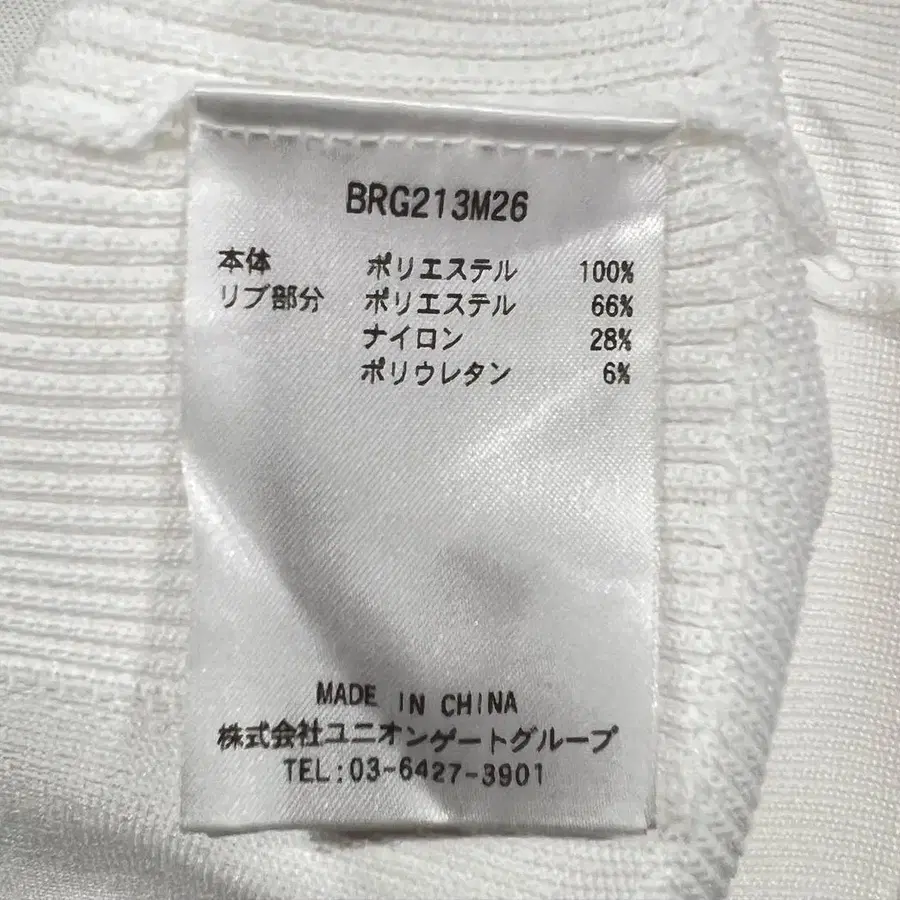 BRG213M26
本体 ポリエステル 100%
リブ部分 ポリエステル 66%
ナイロン 28%
ポリウレタン 6%
MADE IN CHINA
株式会社ユニオンゲートグループ
TEL:03-6427-3901